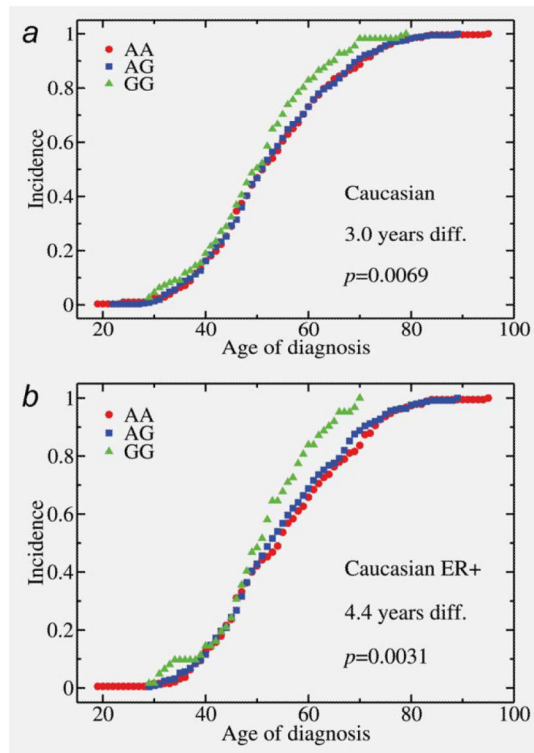 a
AA
AG
GG
Incidence
1
0.8
0.6
0.4
0.2
0
Caucasian
3.0 years diff.
p=0.0069
20 40 60 80 100
Age of diagnosis
b
AA
AG
GG
Incidence
1
0.8
0.6
0.4
0.2
0
Caucasian ER+
4.4 years diff.
p=0.0031
20 40 60 80 100
Age of diagnosis